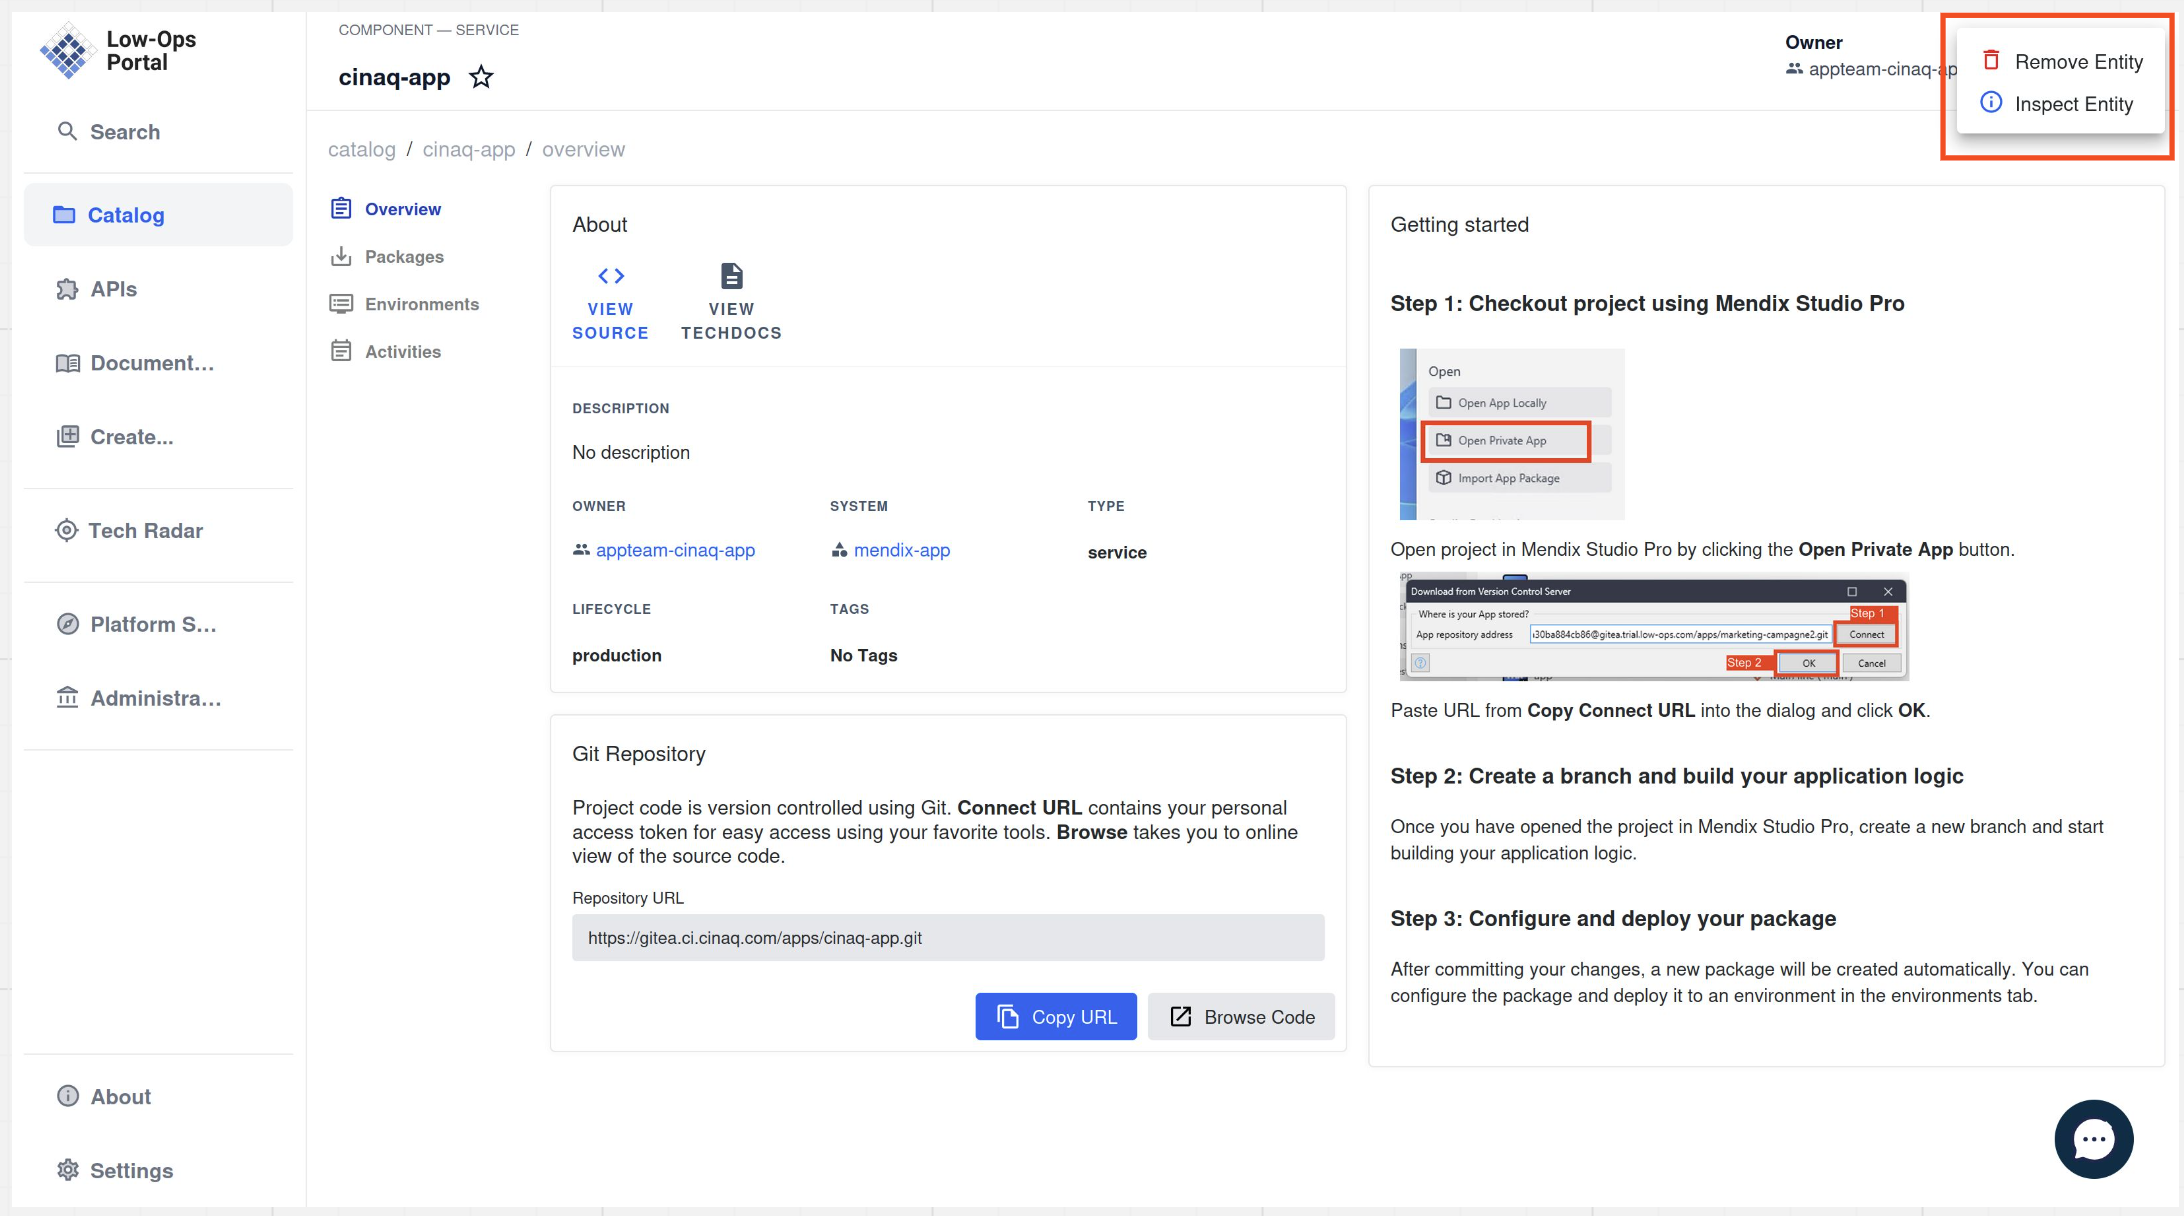 Low-Ops
Portal
Search
Catalog
APIs
Document...
Create...
Tech Radar
Platform S...
Administra...
About
Settings
COMPONENT — SERVICE
cinaq-app
Owner
appteam-cinaq-ap
Remove Entity
Inspect Entity
catalog / cinaq-app / overview
Overview
Packages
Environments
Activities
About
VIEW
SOURCE
VIEW
TECHDOCS
DESCRIPTION
No description
OWNER
SYSTEM
TYPE
appteam-cinaq-app
mendix-app
service
LIFECYCLE
TAGS
production
No Tags
Git Repository
Project code is version controlled using Git. Connect URL contains your personal
access token for easy access using your favorite tools. Browse takes you to online
view of the source code.
Repository URL
https://gitea.ci.cinaq.com/apps/cinaq-app.git
Copy URL
Browse Code
Getting started
Step 1: Checkout project using Mendix Studio Pro
Open
Open App Locally
Open Private App
Import App Package
Open project in Mendix Studio Pro by clicking the Open Private App button.
Download from Version Control Server
Where is your App stored?
Step 1
App repository address
30ba884cb86@gitea.trial.low-ops.com/apps/marketing-campagne2.git
Connect
Step 2
OK
Cancel
Paste URL from Copy Connect URL into the dialog and click OK.
Step 2: Create a branch and build your application logic
Once you have opened the project in Mendix Studio Pro, create a new branch and start
building your application logic.
Step 3: Configure and deploy your package
After committing your changes, a new package will be created automatically. You can
configure the package and deploy it to an environment in the environments tab.